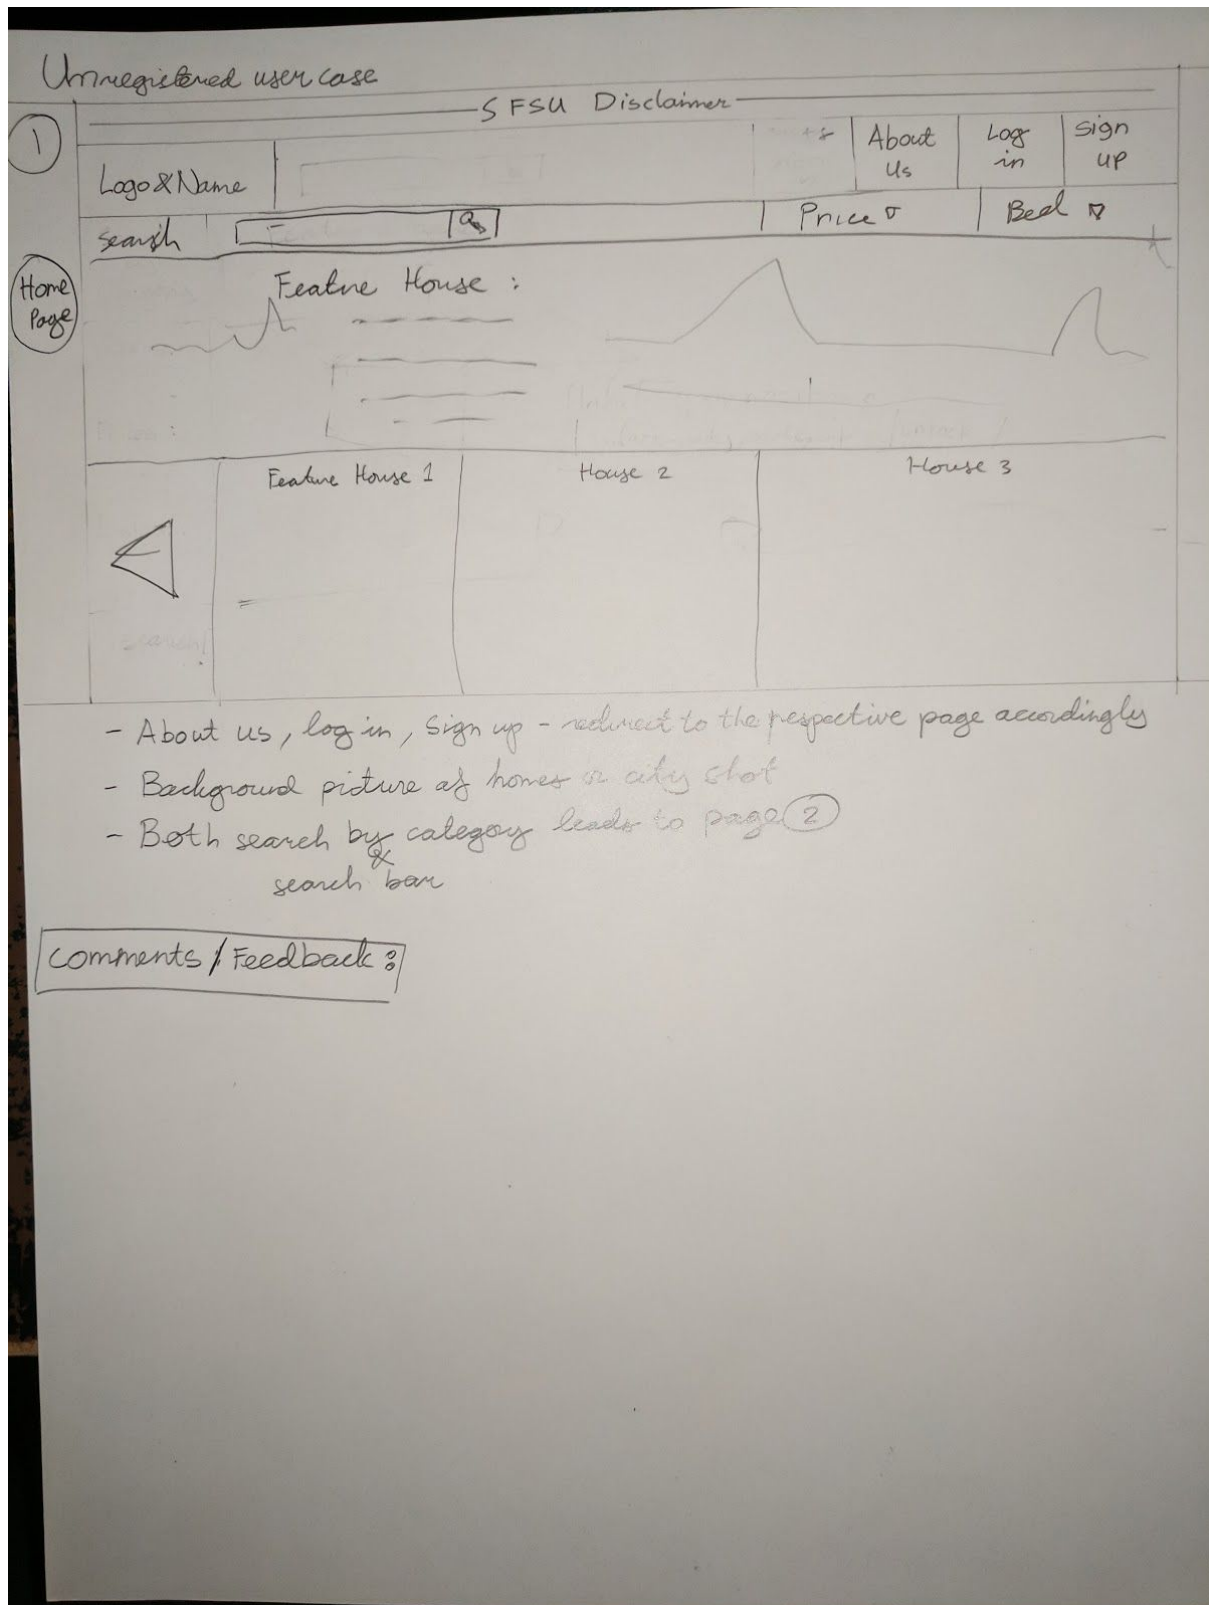 Unregistered user case
SFSU Disclaimer
1
Logo & Name
About Us
Log in
Sign up
search
Price
Bed
Home Page
Feature House :
Feature House 1
House 2
House 3
- About us, log in, Sign up - redirect to the respective page accordingly
- Background picture of homes or city shot
- Both search by category leads to page 2
&
search bar
Comments / Feedback :